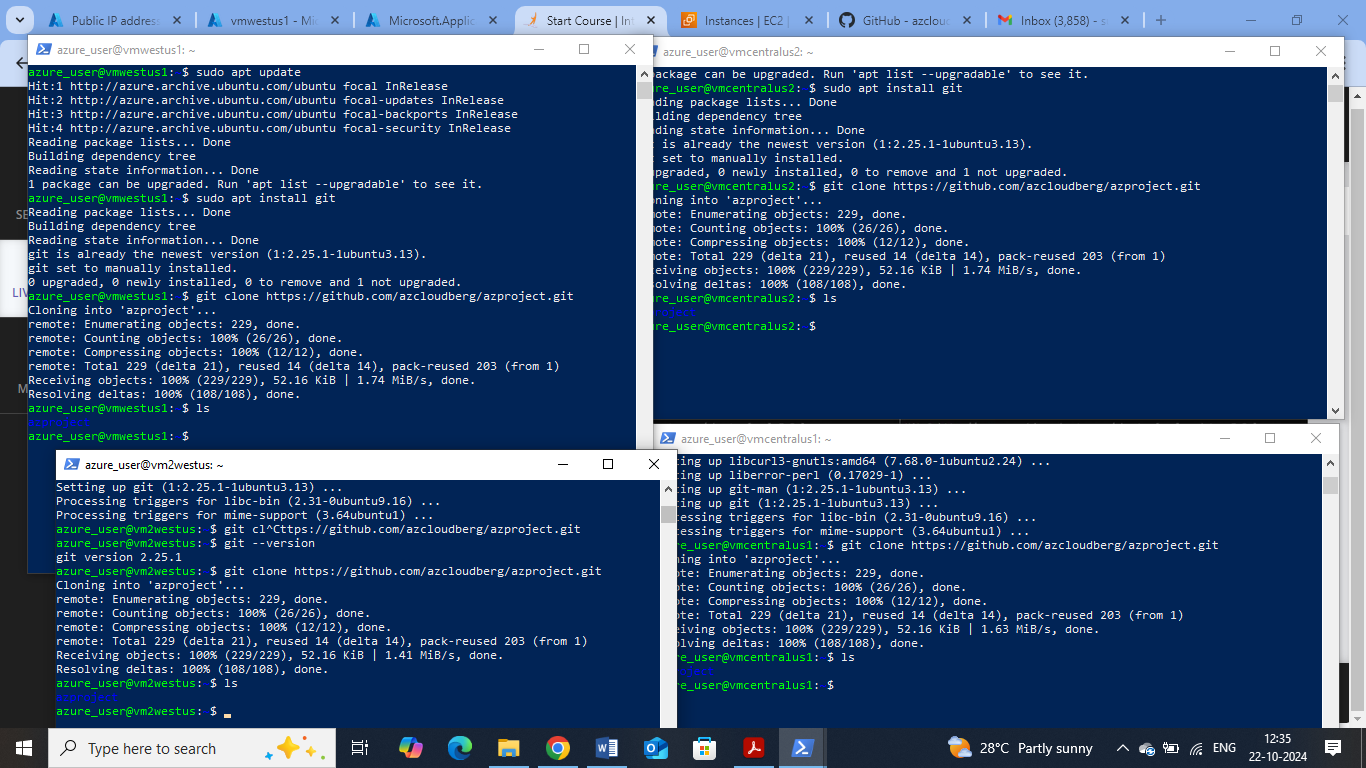 Public IP address
vmwestus1 - Mi
Microsoft.Applic
Start Course | In
Instances | EC2 |
GitHub - azclou
Inbox (3,858) - s
azure_user@vmwestus1: ~
azure_user@vmwestus1:~$ sudo apt update
Hit:1 http://azure.archive.ubuntu.com/ubuntu focal InRelease
Hit:2 http://azure.archive.ubuntu.com/ubuntu focal-updates InRelease
Hit:3 http://azure.archive.ubuntu.com/ubuntu focal-backports InRelease
Hit:4 http://azure.archive.ubuntu.com/ubuntu focal-security InRelease
Reading package lists... Done
Building dependency tree
Reading state information... Done
1 package can be upgraded. Run 'apt list --upgradable' to see it.
azure_user@vmwestus1:~$ sudo apt install git
Reading package lists... Done
Building dependency tree
Reading state information... Done
git is already the newest version (1:2.25.1-1ubuntu3.13).
git set to manually installed.
0 upgraded, 0 newly installed, 0 to remove and 1 not upgraded.
azure_user@vmwestus1:~$ git clone https://github.com/azcloudberg/azproject.git
Cloning into 'azproject'...
remote: Enumerating objects: 229, done.
remote: Counting objects: 100% (26/26), done.
remote: Compressing objects: 100% (12/12), done.
remote: Total 229 (delta 21), reused 14 (delta 14), pack-reused 203 (from 1)
Receiving objects: 100% (229/229), 52.16 KiB | 1.74 MiB/s, done.
Resolving deltas: 100% (108/108), done.
azure_user@vmwestus1:~$ ls
azproject
azure_user@vmwestus1:~$
azure_user@vmcentralus2: ~
ackage can be upgraded. Run 'apt list --upgradable' to see it.
re_user@vmcentralus2:~$ sudo apt install git
ding package lists... Done
lding dependency tree
ding state information... Done
is already the newest version (1:2.25.1-1ubuntu3.13).
set to manually installed.
pgraded, 0 newly installed, 0 to remove and 1 not upgraded.
re_user@vmcentralus2:~$ git clone https://github.com/azcloudberg/azproject.git
ning into 'azproject'...
ote: Enumerating objects: 229, done.
ote: Counting objects: 100% (26/26), done.
ote: Compressing objects: 100% (12/12), done.
ote: Total 229 (delta 21), reused 14 (delta 14), pack-reused 203 (from 1)
eiving objects: 100% (229/229), 52.16 KiB | 1.74 MiB/s, done.
olving deltas: 100% (108/108), done.
re_user@vmcentralus2:~$ ls
roject
re_user@vmcentralus2:~$
azure_user@vm2westus: ~
Setting up git (1:2.25.1-1ubuntu3.13) ...
Processing triggers for libc-bin (2.31-0ubuntu9.16) ...
Processing triggers for mime-support (3.64ubuntu1) ...
azure_user@vm2westus:~$ git cl^Cttps://github.com/azcloudberg/azproject.git
azure_user@vm2westus:~$ git --version
git version 2.25.1
azure_user@vm2westus:~$ git clone https://github.com/azcloudberg/azproject.git
Cloning into 'azproject'...
remote: Enumerating objects: 229, done.
remote: Counting objects: 100% (26/26), done.
remote: Compressing objects: 100% (12/12), done.
remote: Total 229 (delta 21), reused 14 (delta 14), pack-reused 203 (from 1)
Receiving objects: 100% (229/229), 52.16 KiB | 1.41 MiB/s, done.
Resolving deltas: 100% (108/108), done.
azure_user@vm2westus:~$ ls
azproject
azure_user@vm2westus:~$
azure_user@vmcentralus1: ~
ting up libcurl3-gnutls:amd64 (7.68.0-1ubuntu2.24) ...
ting up liberror-perl (0.17029-1) ...
ting up git-man (1:2.25.1-1ubuntu3.13) ...
ting up git (1:2.25.1-1ubuntu3.13) ...
cessing triggers for libc-bin (2.31-0ubuntu9.16) ...
cessing triggers for mime-support (3.64ubuntu1) ...
re_user@vmcentralus1:~$ git clone https://github.com/azcloudberg/azproject.git
ning into 'azproject'...
ote: Enumerating objects: 229, done.
ote: Counting objects: 100% (26/26), done.
ote: Compressing objects: 100% (12/12), done.
ote: Total 229 (delta 21), reused 14 (delta 14), pack-reused 203 (from 1)
eiving objects: 100% (229/229), 52.16 KiB | 1.63 MiB/s, done.
olving deltas: 100% (108/108), done.
re_user@vmcentralus1:~$ ls
roject
re_user@vmcentralus1:~$
SE
LIV
M
Type here to search
28°C Partly sunny
ENG
12:35
22-10-2024